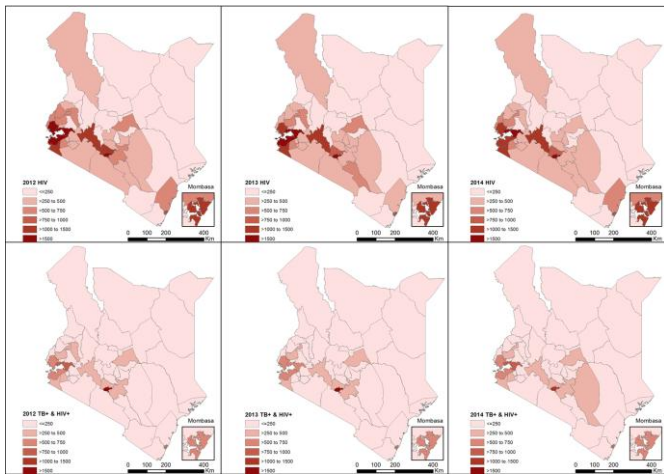 Mombasa
2012 HIV
<=250
>250 to 500
>500 to 750
>750 to 1000
>1000 to 1500
>1500
0 100 200 400
Km
Mombasa
2013 HIV
<=250
>250 to 500
>500 to 750
>750 to 1000
>1000 to 1500
>1500
0 100 200 400
Km
Mombasa
2014 HIV
<=250
>250 to 500
>500 to 750
>750 to 1000
>1000 to 1500
>1500
0 100 200 400
Km
Mombasa
2012 TB+ & HIV+
<=250
>250 to 500
>500 to 750
>750 to 1000
>1000 to 1500
>1500
0 100 200 400
Km
Mombasa
2013 TB+ & HIV+
<=250
>250 to 500
>500 to 750
>750 to 1000
>1000 to 1500
>1500
0 100 200 400
Km
Mombasa
2014 TB+ & HIV+
<=250
>250 to 500
>500 to 750
>750 to 1000
>1000 to 1500
>1500
0 100 200 400
Km